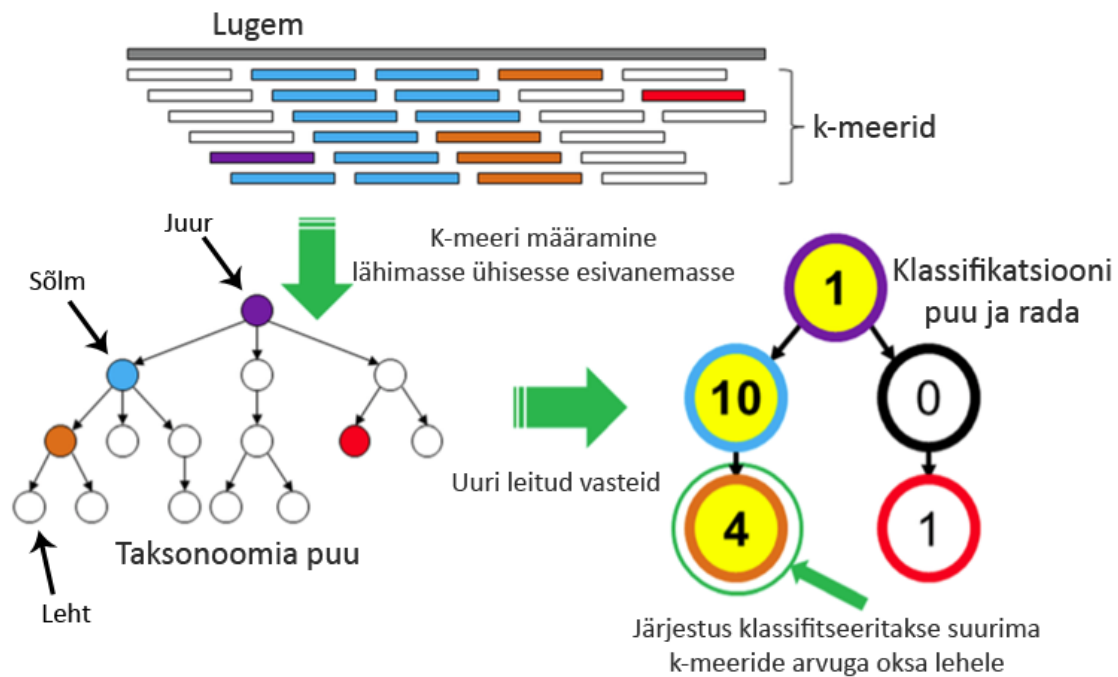 Lugem
k-meerid
Juur
K-meeri määramine
lähimasse ühisesse esivanemasse
Sõlm
1
Klassifikatsiooni
puu ja rada
10
0
Uuri leitud vasteid
4
1
Taksonoomia puu
Leht
Järjestus klassifitseeritakse suurima
k-meeride arvuga oksa lehele